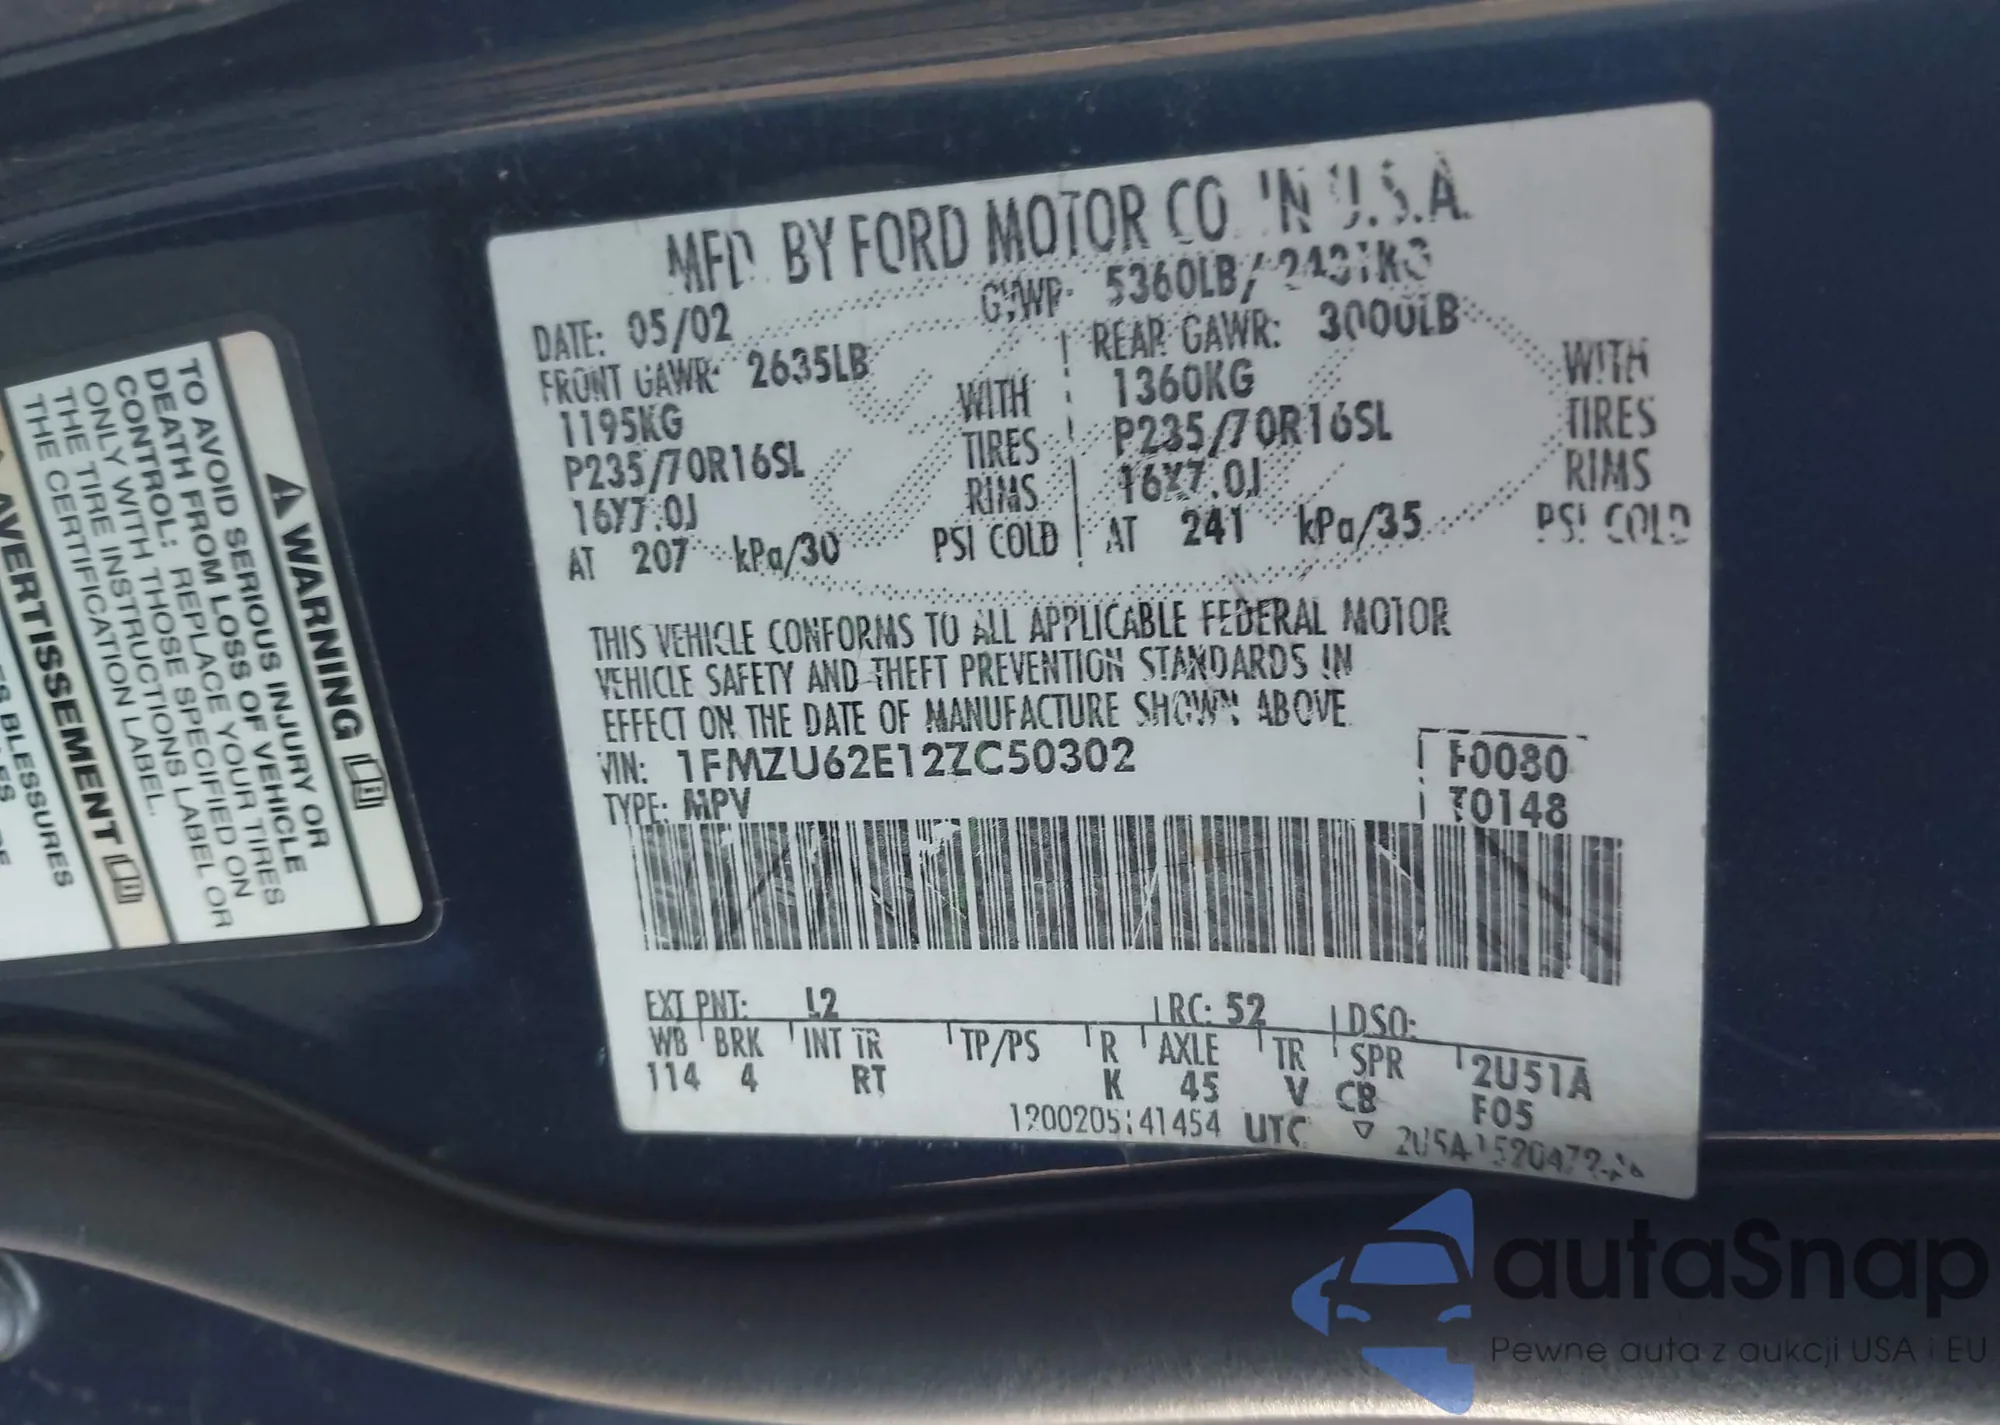 MFD. BY FORD MOTOR CO. IN U.S.A.
DATE: 05/02 GVWR: 5360LB/ 2431KG
FRONT GAWR: 2635LB REAR GAWR: 3000LB
1195KG WITH 1360KG WITH
P235/70R16SL TIRES P235/70R16SL TIRES
16X7.0J RIMS 16X7.0J RIMS
AT 207 kPa/30 PSI COLD AT 241 kPa/35 PSI COLD
THIS VEHICLE CONFORMS TO ALL APPLICABLE FEDERAL MOTOR
VEHICLE SAFETY AND THEFT PREVENTION STANDARDS IN
EFFECT ON THE DATE OF MANUFACTURE SHOWN ABOVE
VIN: 1FMZU62E12ZC50302 F0080
TYPE: MPV T0148
EXT PNT: L2 RC: 52 DSO:
WB BRK INT TR TP/PS R AXLE TR SPR 2U51A
114 4 RT K 45 V CB F05
UTC
WARNING
TO AVOID SERIOUS INJURY OR
DEATH FROM LOSS OF VEHICLE
CONTROL: REPLACE YOUR TIRES
ONLY WITH THOSE SPECIFIED ON
THE TIRE INSTRUCTIONS LABEL OR
THE CERTIFICATION LABEL.
AVERTISSEMENT
BLESSURES
autaSnap
Pewne auta z aukcji USA i EU